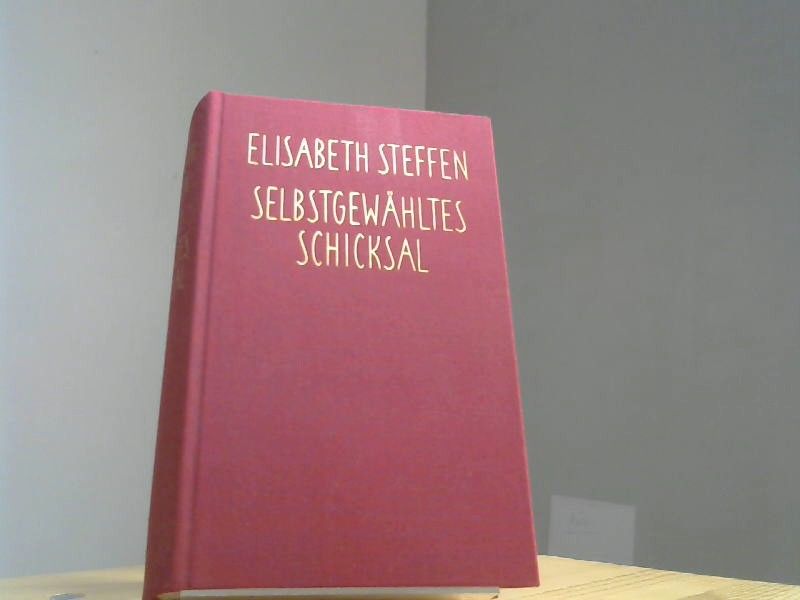 ELISABETH STEFFEN
SELBSTGEWÄHLTES
SCHICKSAL